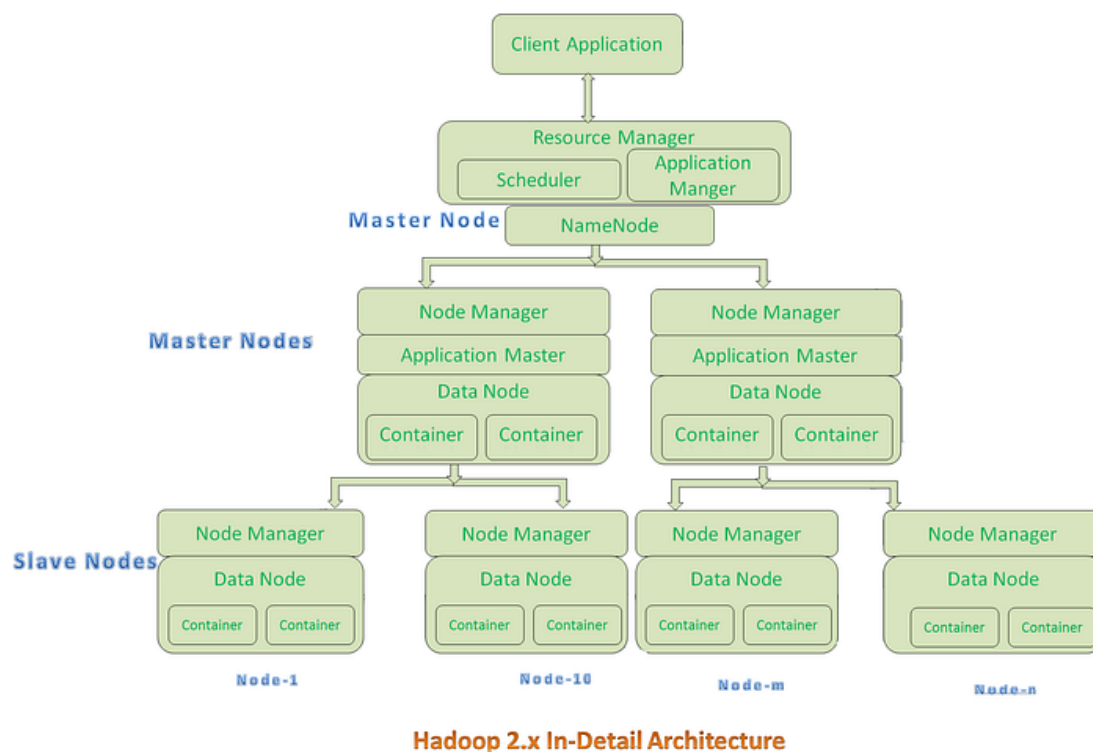 Client Application
Resource Manager
Scheduler
Application
Manger
Master Node
NameNode
Node Manager
Node Manager
Master Nodes
Application Master
Application Master
Data Node
Data Node
Container
Container
Container
Container
Node Manager
Node Manager
Node Manager
Node Manager
Slave Nodes
Data Node
Data Node
Data Node
Data Node
Container
Container
Container
Container
Container
Container
Container
Container
Node-1
Node-10
Node-m
Node-n
Hadoop 2.x In-Detail Architecture